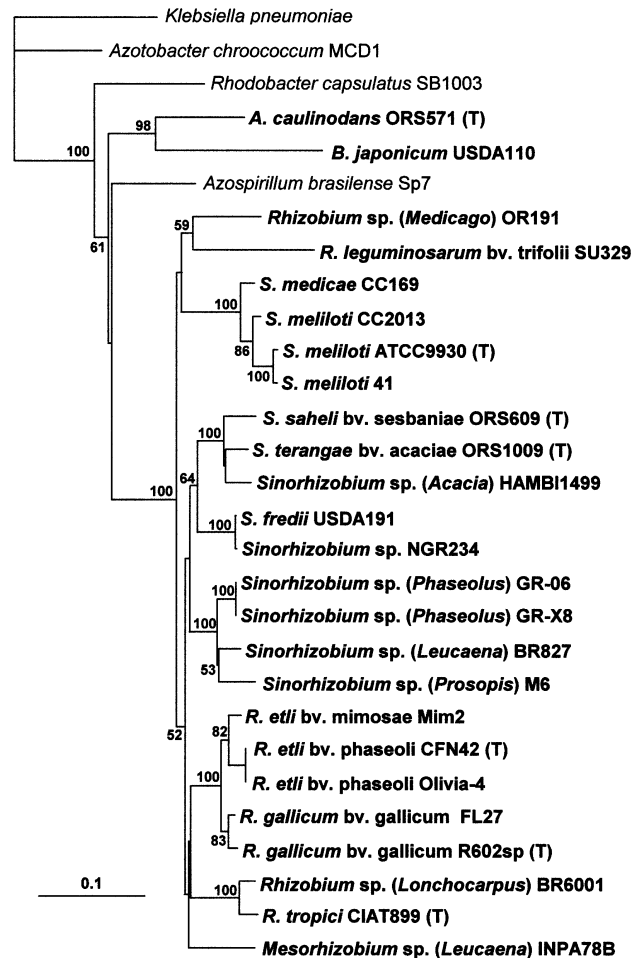 Klebsiella pneumoniae
Azotobacter chroococcum MCD1
Rhodobacter capsulatus SB1003
98
A. caulinodans ORS571 (T)
100
B. japonicum USDA110
Azospirillum brasilense Sp7
59
Rhizobium sp. (Medicago) OR191
61
R. leguminosarum bv. trifolii SU329
S. medicae CC169
100
S. meliloti CC2013
86
S. meliloti ATCC9930 (T)
100
S. meliloti 41
S. saheli bv. sesbaniae ORS609 (T)
100
S. terangae bv. acaciae ORS1009 (T)
64
Sinorhizobium sp. (Acacia) HAMBI1499
100
S. fredii USDA191
100
Sinorhizobium sp. NGR234
Sinorhizobium sp. (Phaseolus) GR-06
100
Sinorhizobium sp. (Phaseolus) GR-X8
100
Sinorhizobium sp. (Leucaena) BR827
53
Sinorhizobium sp. (Prosopis) M6
R. etli bv. mimosae Mim2
52
82
R. etli bv. phaseoli CFN42 (T)
100
R. etli bv. phaseoli Olivia-4
R. gallicum bv. gallicum FL27
83
R. gallicum bv. gallicum R602sp (T)
0.1
100
Rhizobium sp. (Lonchocarpus) BR6001
R. tropici CIAT899 (T)
Mesorhizobium sp. (Leucaena) INPA78B